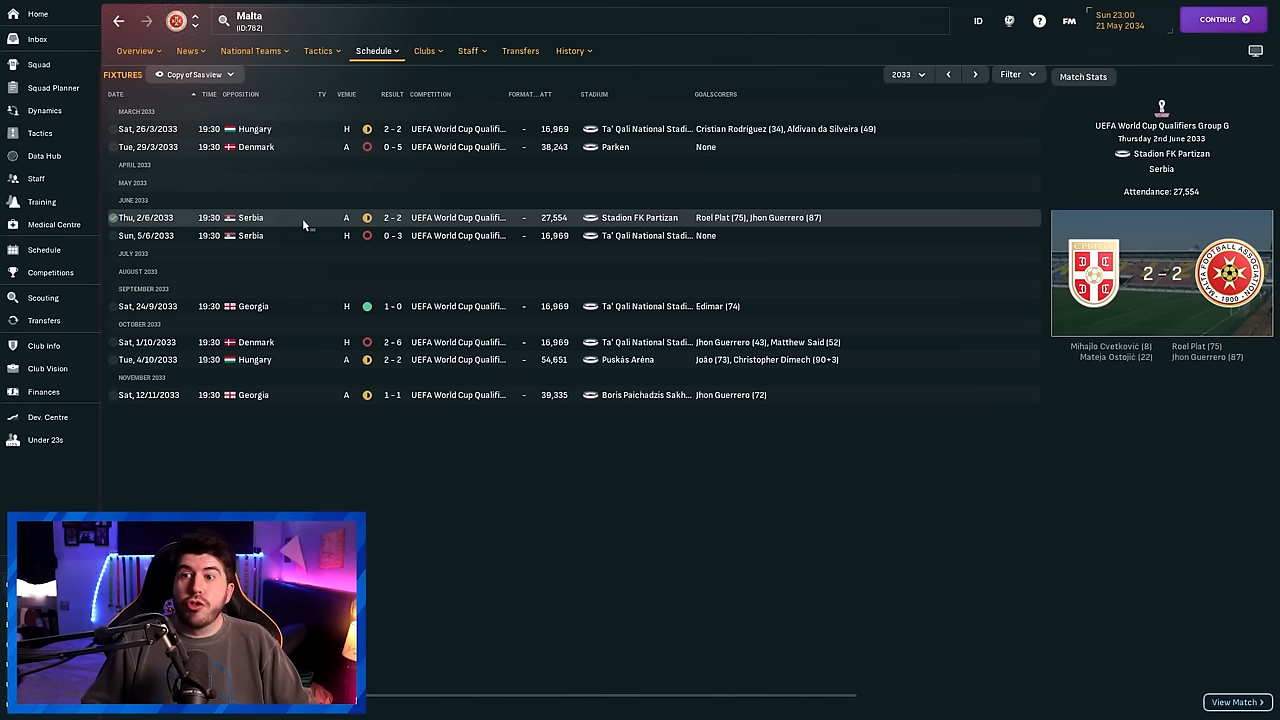 Home
Malta
(ID:782)
ID
FM
Sun 23:00
21 May 2034
CONTINUE
Inbox
Overview News National Teams Tactics Schedule Clubs Staff Transfers History
Squad
FIXTURES Copy of Sas view 2033 Filter Match Stats
Squad Planner
DATE TIME OPPOSITION TV VENUE RESULT COMPETITION FORMAT... ATT STADIUM GOALSCORERS
Dynamics
MARCH 2033
Tactics
Sat, 26/3/2033 19:30 Hungary H 2 - 2 UEFA World Cup Qualifi... - 16,969 Ta' Qali National Stadi... Cristian Rodríguez (34), Aldivan da Silveira (49)
Data Hub
Tue, 29/3/2033 19:30 Denmark A 0 - 5 UEFA World Cup Qualifi... - 38,243 Parken None
APRIL 2033
Staff
MAY 2033
Training
JUNE 2033
Medical Centre
Thu, 2/6/2033 19:30 Serbia A 2 - 2 UEFA World Cup Qualifi... - 27,554 Stadion FK Partizan Roel Plat (75), Jhon Guerrero (87)
Sun, 5/6/2033 19:30 Serbia H 0 - 3 UEFA World Cup Qualifi... - 16,969 Ta' Qali National Stadi... None
Schedule
JULY 2033
Competitions
AUGUST 2033
SEPTEMBER 2033
Scouting
Sat, 24/9/2033 19:30 Georgia H 1 - 0 UEFA World Cup Qualifi... - 16,969 Ta' Qali National Stadi... Edimar (74)
Transfers
OCTOBER 2033
Club Info
Sat, 1/10/2033 19:30 Denmark H 2 - 6 UEFA World Cup Qualifi... - 16,969 Ta' Qali National Stadi... Jhon Guerrero (43), Matthew Said (52)
Tue, 4/10/2033 19:30 Hungary A 2 - 2 UEFA World Cup Qualifi... - 54,651 Puskás Aréna João (73), Christopher Dimech (90+3)
Club Vision
NOVEMBER 2033
Finances
Sat, 12/11/2033 19:30 Georgia A 1 - 1 UEFA World Cup Qualifi... - 39,335 Boris Paichadzis Sakh... Jhon Guerrero (72)
Dev. Centre
Under 23s
UEFA World Cup Qualifiers Group G
Thursday 2nd June 2033
Stadion FK Partizan
Serbia
Attendance: 27,554
2 - 2
MALTA FOOTBALL ASSOCIATION
1900
Mihajlo Cvetković (8) Roel Plat (75)
Mateja Ostojić (22) Jhon Guerrero (87)
View Match